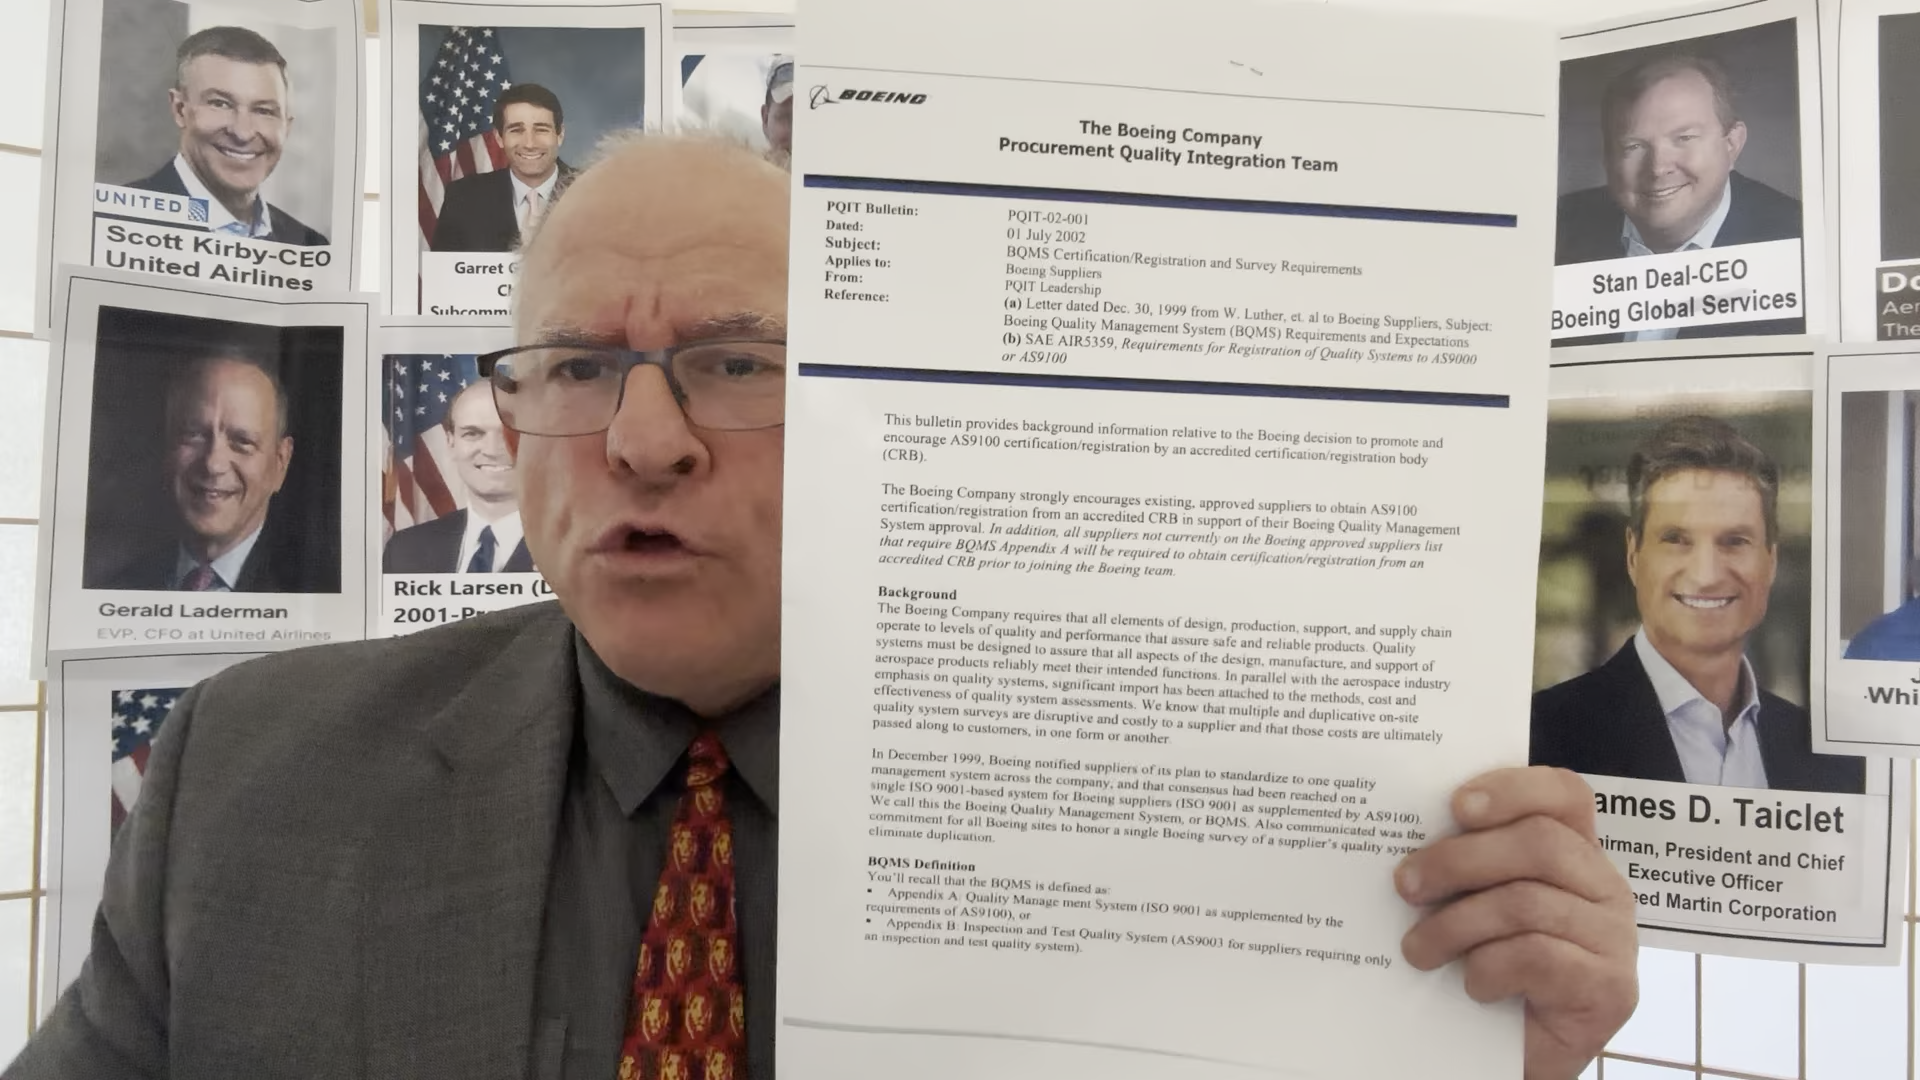 UNITED
Scott Kirby-CEO
United Airlines
Garret
Subcomm
Gerald Laderman
EVP, CFO at United Airlines
Rick Larsen
2001-
BOEING
The Boeing Company
Procurement Quality Integration Team
PQIT Bulletin: PQIT-02-001
Dated: 01 July 2002
Subject: BQMS Certification/Registration and Survey Requirements
Applies to: Boeing Suppliers
From: PQIT Leadership
Reference: (a) Letter dated Dec. 30, 1999 from W. Luther, et. al to Boeing Suppliers, Subject:
Boeing Quality Management System (BQMS) Requirements and Expectations
(b) SAE AIR5359, Requirements for Registration of Quality Systems to AS9000
or AS9100
This bulletin provides background information relative to the Boeing decision to promote and
encourage AS9100 certification/registration by an accredited certification/registration body
(CRB).
The Boeing Company strongly encourages existing, approved suppliers to obtain AS9100
certification/registration from an accredited CRB in support of their Boeing Quality Management
System approval. In addition, all suppliers not currently on the Boeing approved suppliers list
that require BQMS Appendix A will be required to obtain certification/registration from an
accredited CRB prior to joining the Boeing team.
Background
The Boeing Company requires that all elements of design, production, support, and supply chain
operate to levels of quality and performance that assure safe and reliable products. Quality
systems must be designed to assure that all aspects of the design, manufacture, and support of
aerospace products reliably meet their intended functions. In parallel with the aerospace industry
emphasis on quality systems, significant import has been attached to the methods, cost and
effectiveness of quality system assessments. We know that multiple and duplicative on-site
quality system surveys are disruptive and costly to a supplier and that those costs are ultimately
passed along to customers, in one form or another.
In December 1999, Boeing notified suppliers of its plan to standardize to one quality
management system across the company, and that consensus had been reached on a
single ISO 9001-based system for Boeing suppliers (ISO 9001 as supplemented by AS9100).
We call this the Boeing Quality Management System, or BQMS. Also communicated was the
commitment for all Boeing sites to honor a single Boeing survey of a supplier's quality syste
eliminate duplication.
BQMS Definition
You'll recall that the BQMS is defined as:
• Appendix A: Quality Manage ment System (ISO 9001 as supplemented by the
requirements of AS9100), or
• Appendix B: Inspection and Test Quality System (AS9003 for suppliers requiring only
an inspection and test quality system).
Stan Deal-CEO
Boeing Global Services
Aer
The
Whi
ames D. Taiclet
airman, President and Chief
Executive Officer
eed Martin Corporation